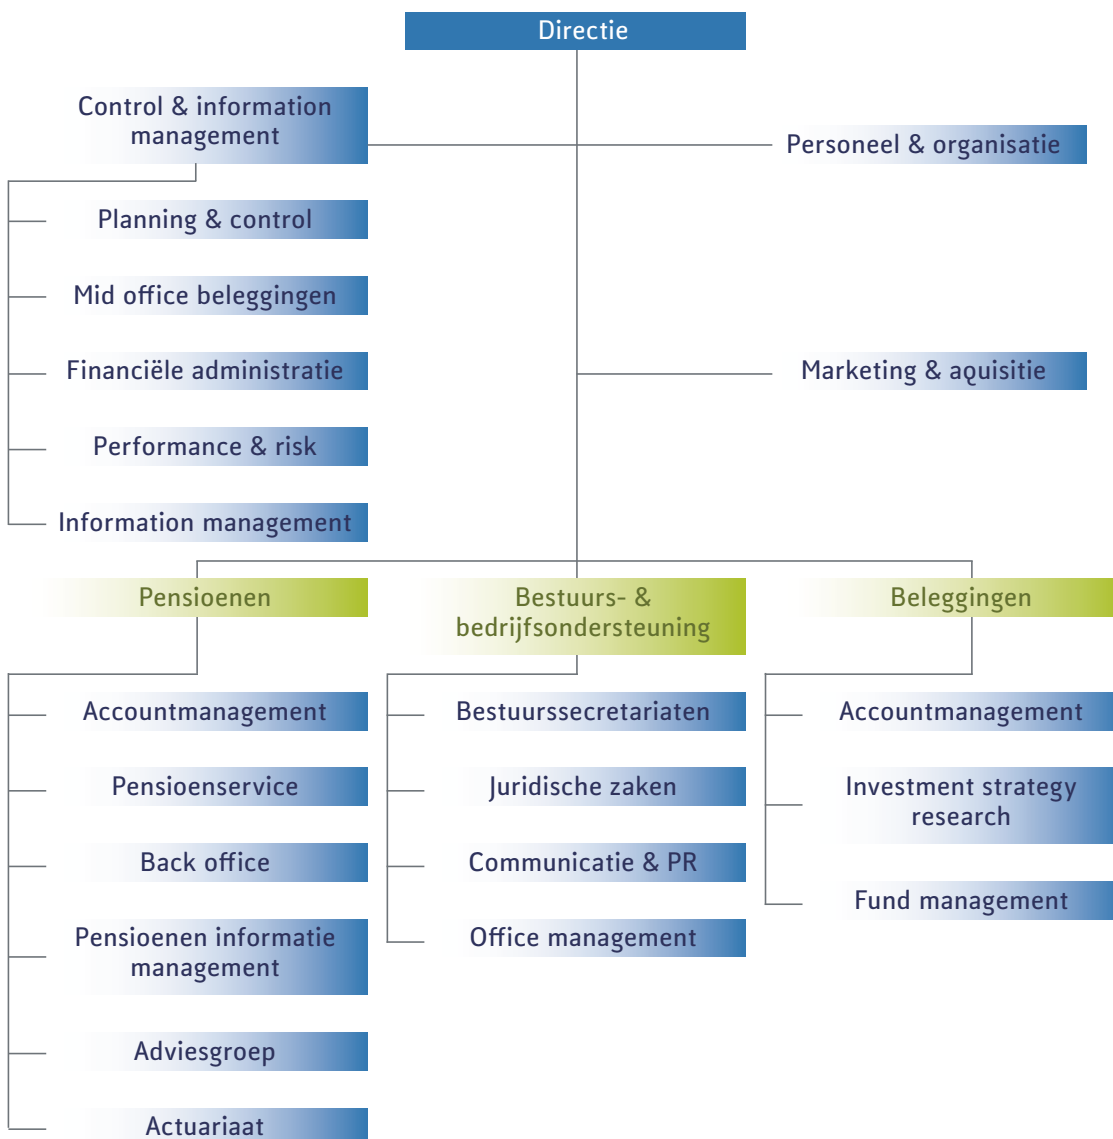 Directie
Control & information
management
Personeel & organisatie
Planning & control
Mid office beleggingen
Financiële administratie
Marketing & aquisitie
Performance & risk
Information management
Pensioenen
Bestuurs- &
bedrijfsondersteuning
Beleggingen
Accountmanagement
Pensioenservice
Back office
Pensioenen informatie
management
Adviesgroep
Actuariaat
Bestuurssecretariaten
Juridische zaken
Communicatie & PR
Office management
Accountmanagement
Investment strategy
research
Fund management